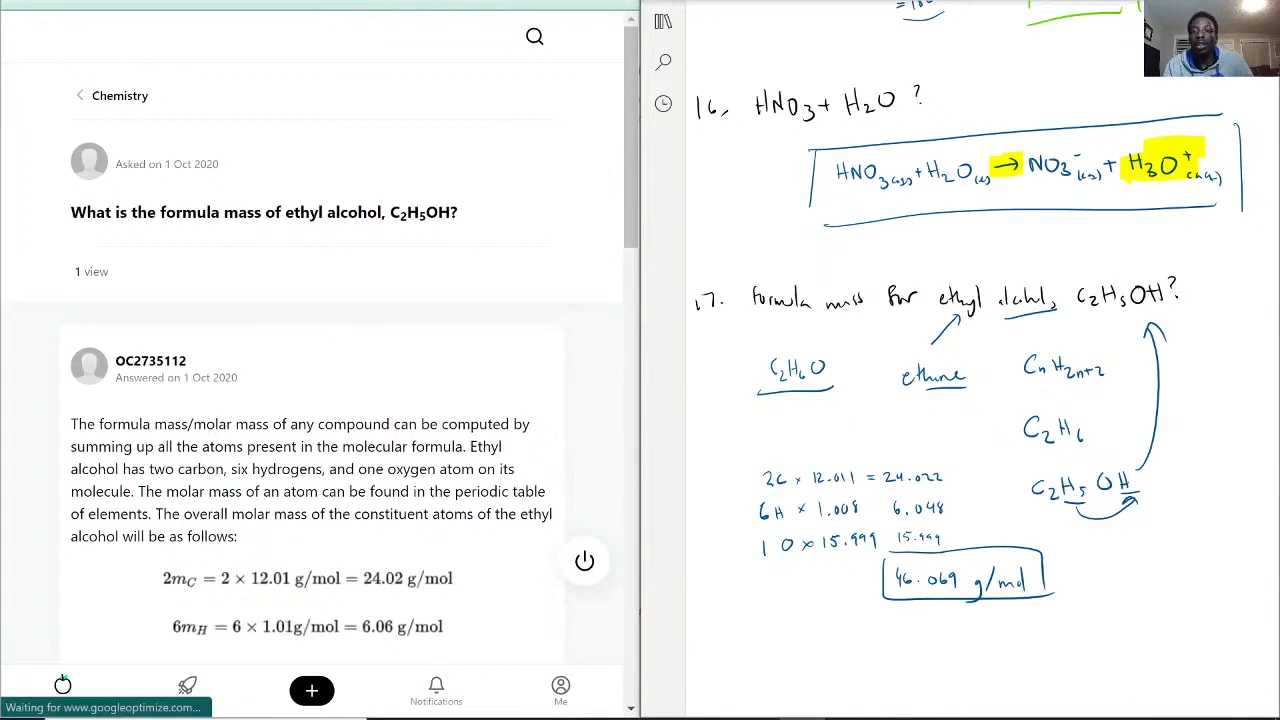 Chemistry
Asked on 1 Oct 2020
What is the formula mass of ethyl alcohol, C₂H₅OH?
1 view
OC2735112
Answered on 1 Oct 2020
The formula mass/molar mass of any compound can be computed by
summing up all the atoms present in the molecular formula. Ethyl
alcohol has two carbon, six hydrogens, and one oxygen atom on its
molecule. The molar mass of an atom can be found in the periodic table
of elements. The overall molar mass of the constituent atoms of the ethyl
alcohol will be as follows:
2m_C = 2 × 12.01 g/mol = 24.02 g/mol
6m_H = 6 × 1.01g/mol = 6.06 g/mol
Notifications
Me
Waiting for www.googleoptimize.com...
16, HNO₃ + H₂O ?
HNO₃(aq) + H₂O(l) → NO₃⁻(aq) + H₃O⁺(aq)
17. formula mass for ethyl alcohol, C₂H₅OH?
C₂H₆O
ethane
CₙH₂ₙ₊₂
C₂H₆
C₂H₅OH
2C × 12.011 = 24.022
6H × 1.008 6.048
1 O × 15.999 15.999
46.069 g/mol